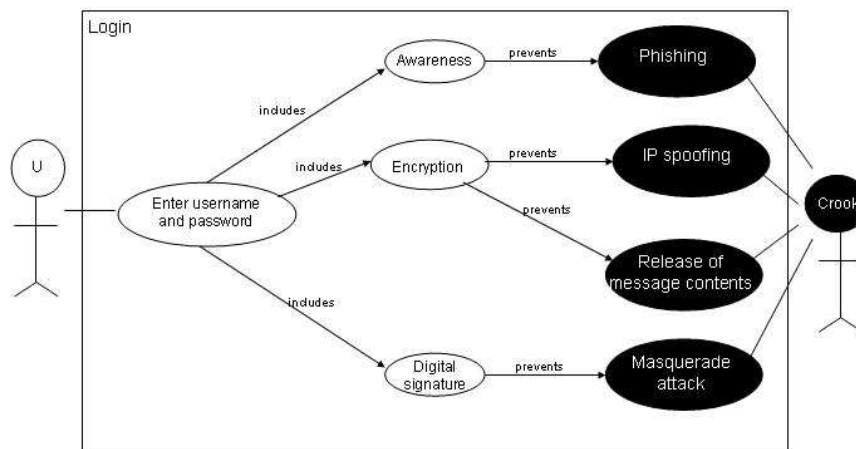 Login
Awareness
prevents
Phishing
includes
U
includes
Encryption
prevents
IP spoofing
Enter username
and password
prevents
Crook
Release of
message contents
includes
Digital
signature
prevents
Masquerade
attack